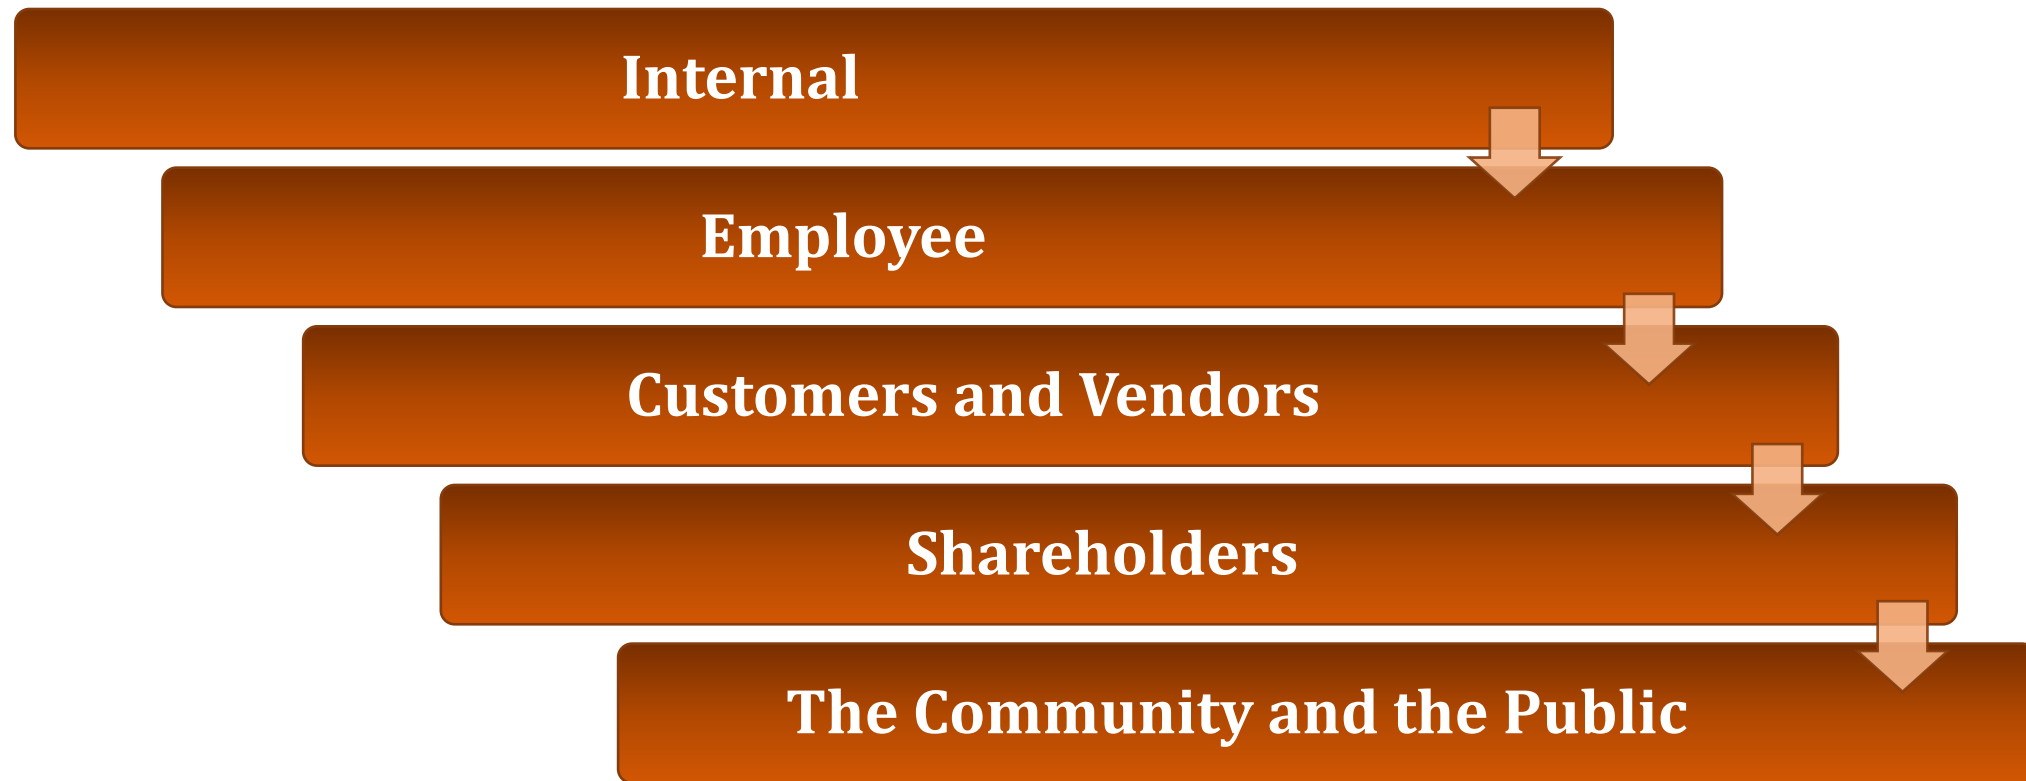 Internal
Employee
Customers and Vendors
Shareholders
The Community and the Public